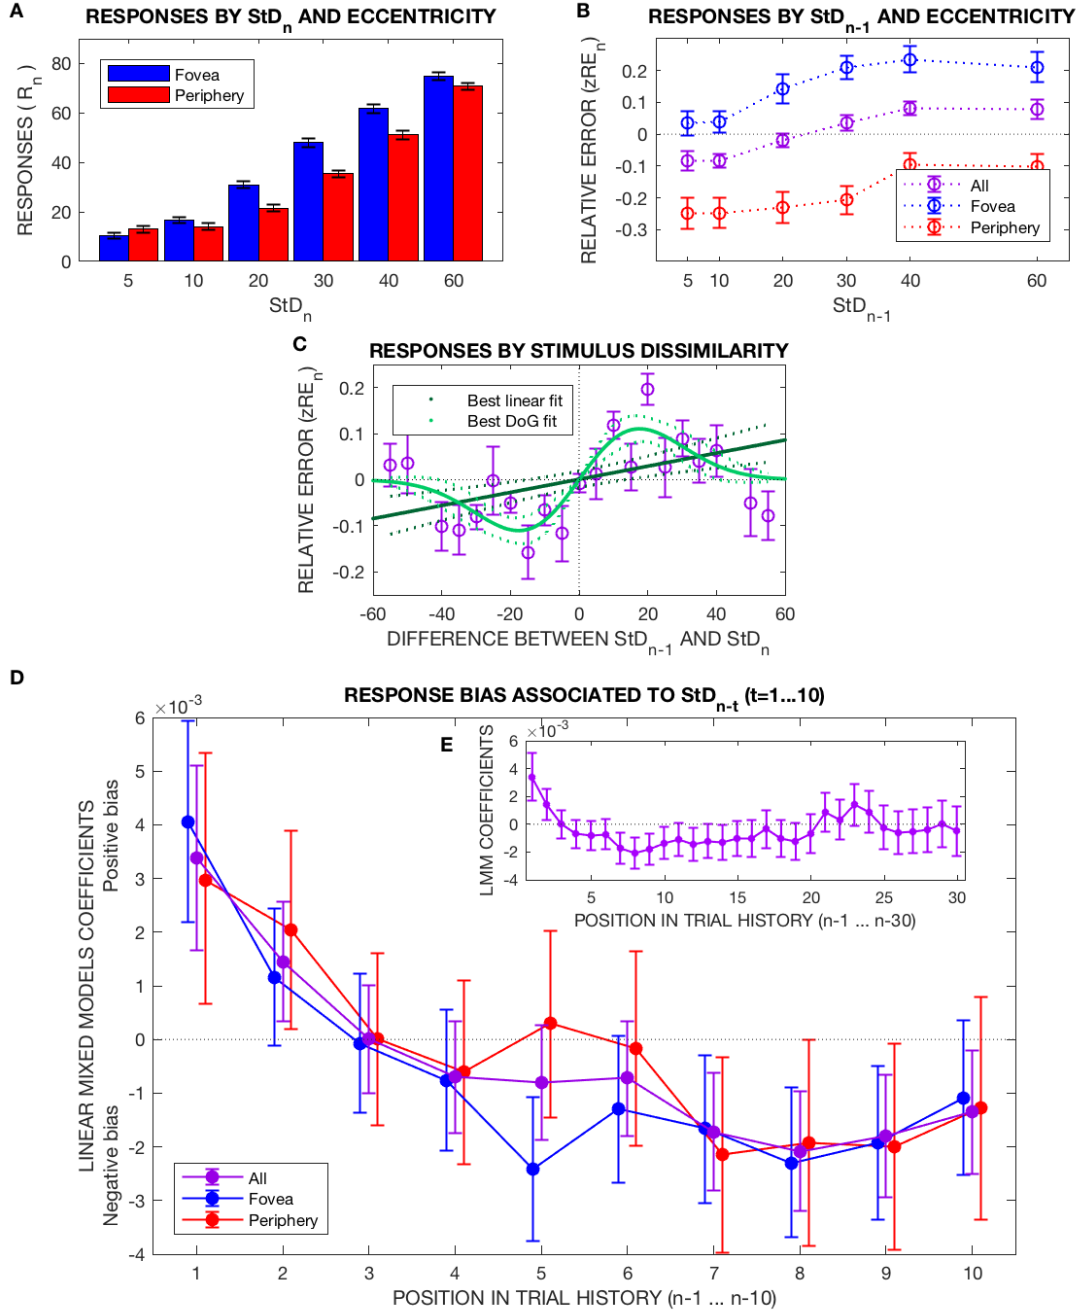 A
RESPONSES BY StDn AND ECCENTRICITY
RESPONSES ( Rn )
80
60
40
20
0
Fovea
Periphery
5 10 20 30 40 60
StDn
B
RESPONSES BY StDn-1 AND ECCENTRICITY
RELATIVE ERROR (zREn)
0.2
0.1
0
-0.1
-0.2
-0.3
All
Fovea
Periphery
5 10 20 30 40 60
StDn-1
C
RESPONSES BY STIMULUS DISSIMILARITY
RELATIVE ERROR (zREn)
0.2
0.1
0
-0.1
-0.2
Best linear fit
Best DoG fit
-60 -40 -20 0 20 40 60
DIFFERENCE BETWEEN StDn-1 AND StDn
D
RESPONSE BIAS ASSOCIATED TO StDn-t (t=1...10)
×10-3
LINEAR MIXED MODELS COEFFICIENTS
Positive bias
Negative bias
6
5
4
3
2
1
0
-1
-2
-3
-4
All
Fovea
Periphery
1 2 3 4 5 6 7 8 9 10
POSITION IN TRIAL HISTORY (n-1 ... n-10)
E
×10-3
LMM COEFFICIENTS
6
4
2
0
-2
-4
5 10 15 20 25 30
POSITION IN TRIAL HISTORY (n-1 ... n-30)